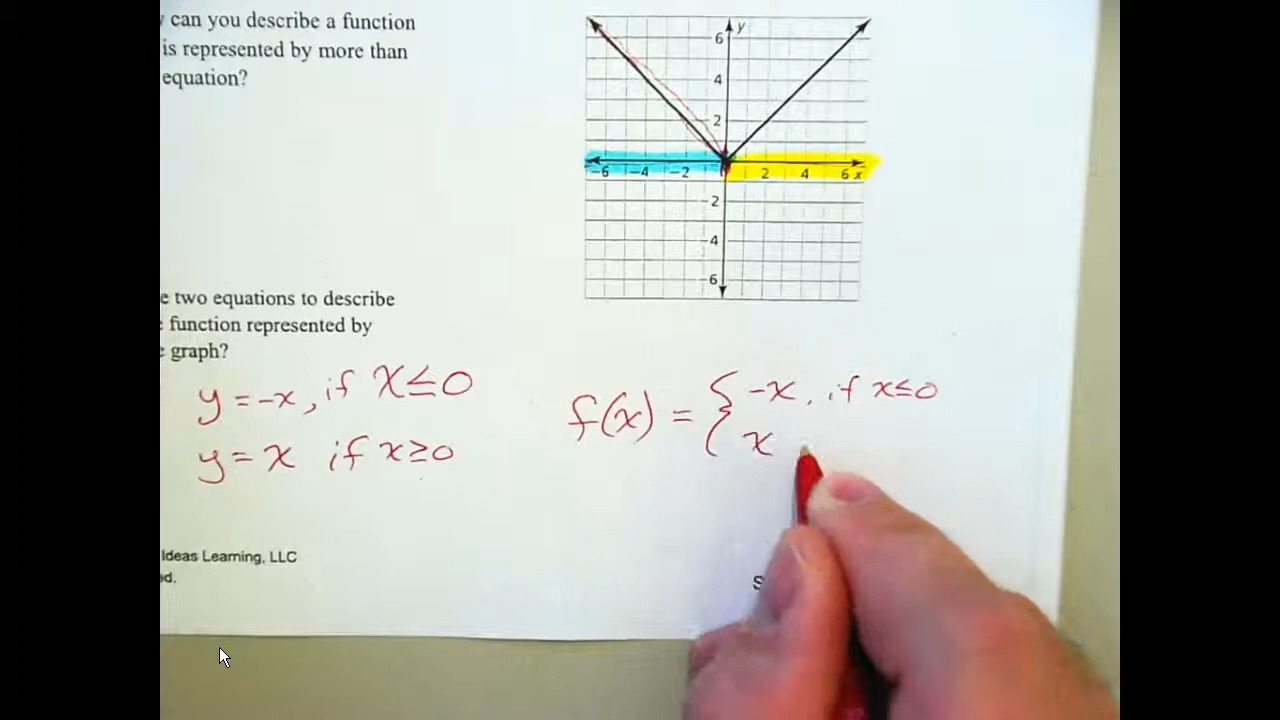 can you describe a function
is represented by more than
equation?
y
6
4
2
-6 -4 -2 2 4 6 x
-2
-4
-6
two equations to describe
function represented by
graph?
y = -x, if x ≤ 0
y = x if x ≥ 0
f(x) = { -x, if x ≤ 0
x
Ideas Learning, LLC